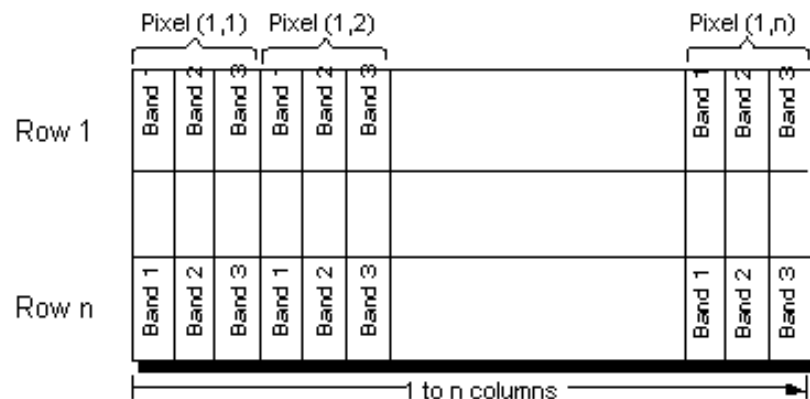 Pixel (1,1) Pixel (1,2) Pixel (1,n)
Row 1 Band Band 2 Band 3 Band Band 2 Band 3 Band 1 Band 2 Band 3
Row n Band 1 Band 2 Band 3 Band 1 Band 2 Band 3 Band 1 Band 2 Band 3
1 to n columns